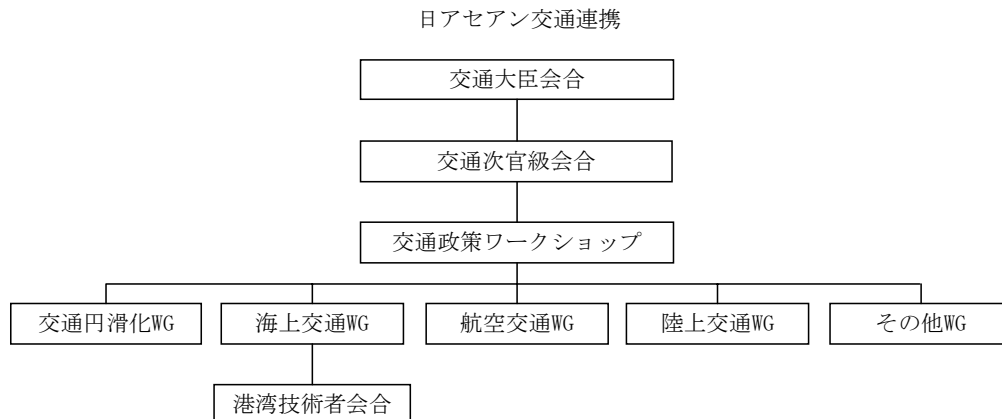 日アセアン交通連携
交通大臣会合
交通次官級会合
交通政策ワークショップ
交通円滑化WG
海上交通WG
航空交通WG
陸上交通WG
その他WG
港湾技術者会合